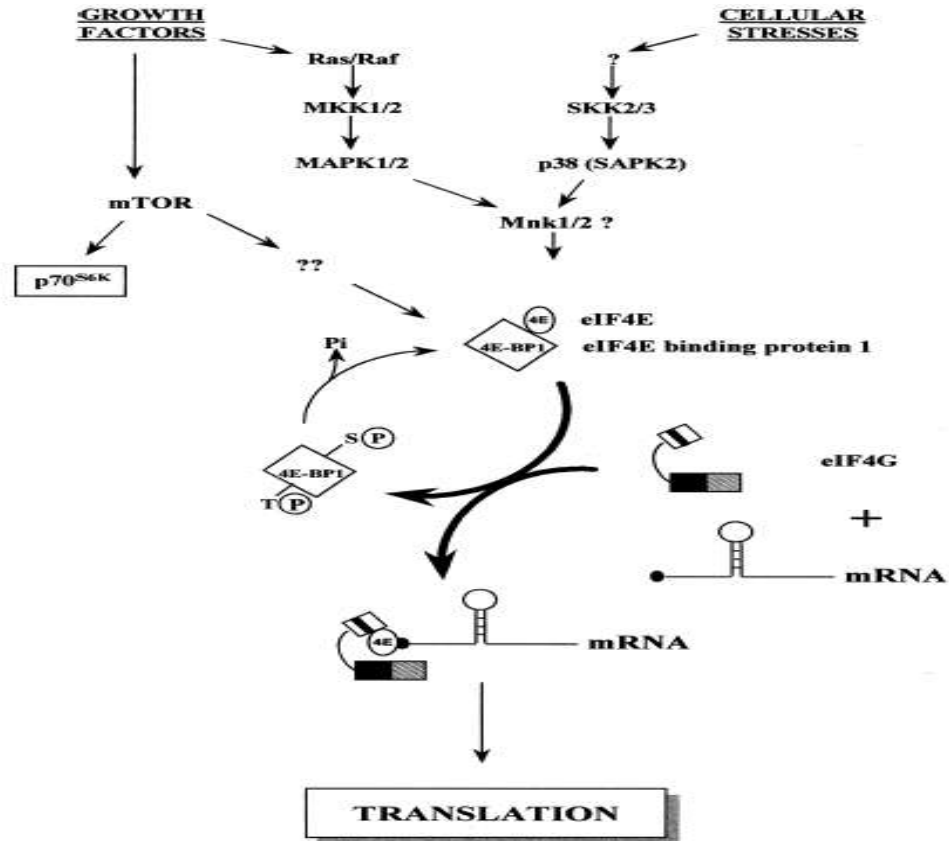 GROWTH
FACTORS
CELLULAR
STRESSES
Ras/Raf
?
MKK1/2
SKK2/3
MAPK1/2
p38 (SAPK2)
mTOR
Mnk1/2 ?
p70S6K
??
4E
eIF4E
4E-BP1
eIF4E binding protein 1
Pi
S P
4E-BP1
T P
eIF4G
+
mRNA
4E
mRNA
TRANSLATION